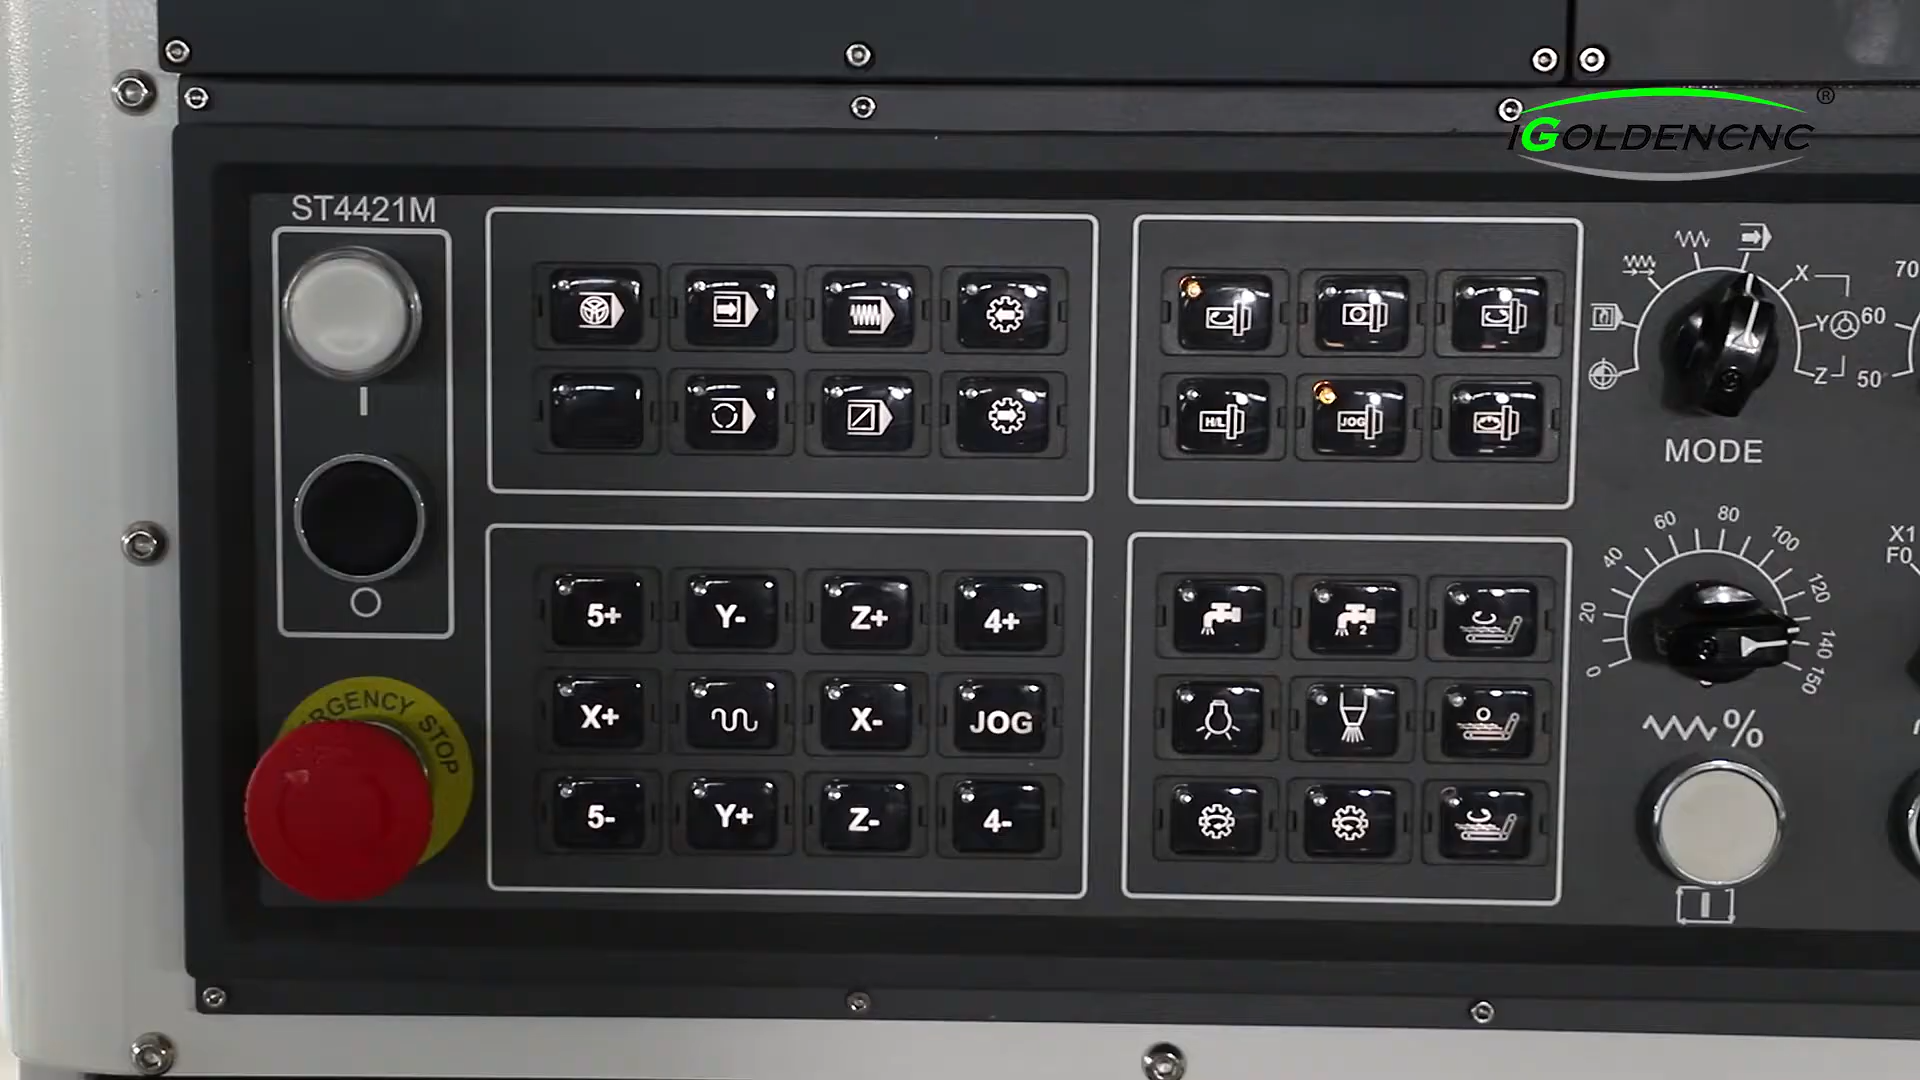 iGOLDENCNC®
ST4421M
EMERGENCY STOP
H/L JOG
5+ Y- Z+ 4+
X+ X- JOG
5- Y+ Z- 4-
2
C
O
C
X
Y
Z
MODE
70
60
50
0 20 40 60 80 100 120 140 150
%
X1
F0